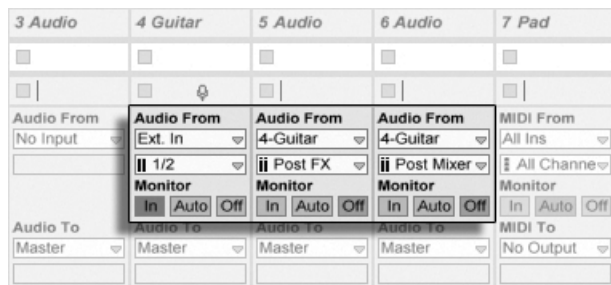 3 Audio 4 Guitar 5 Audio 6 Audio 7 Pad
Audio From Audio From Audio From Audio From MIDI From
No Input Ext. In 4-Guitar 4-Guitar All Ins
1/2 Post FX Post Mixer All Channe
Monitor Monitor Monitor Monitor
In Auto Off In Auto Off In Auto Off In Auto Off
Audio To Audio To Audio To Audio To MIDI To
Master Master Master Master No Output